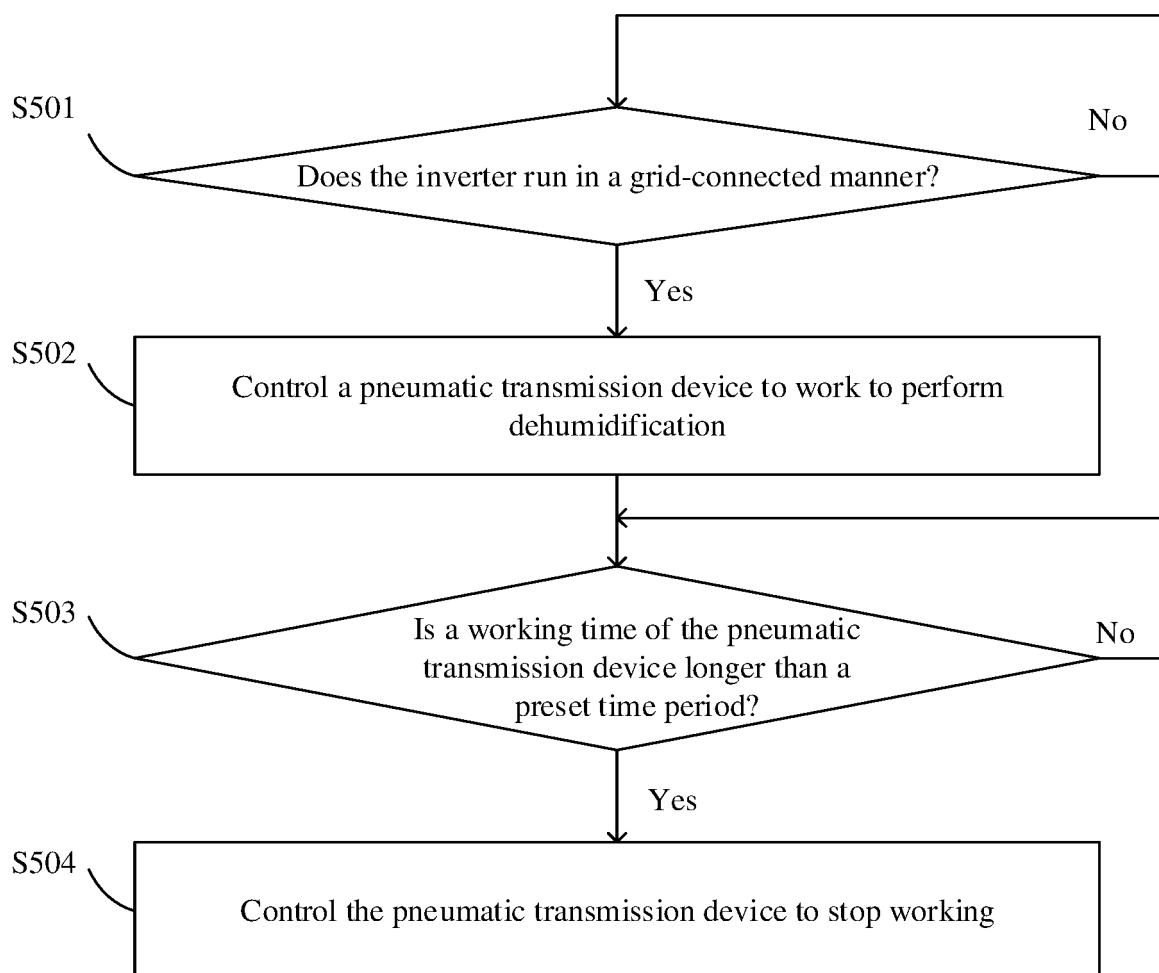 S501
No
Does the inverter run in a grid-connected manner?
Yes
S502
Control a pneumatic transmission device to work to perform
dehumidification
S503
Is a working time of the pneumatic
transmission device longer than a
preset time period?
No
Yes
S504
Control the pneumatic transmission device to stop working